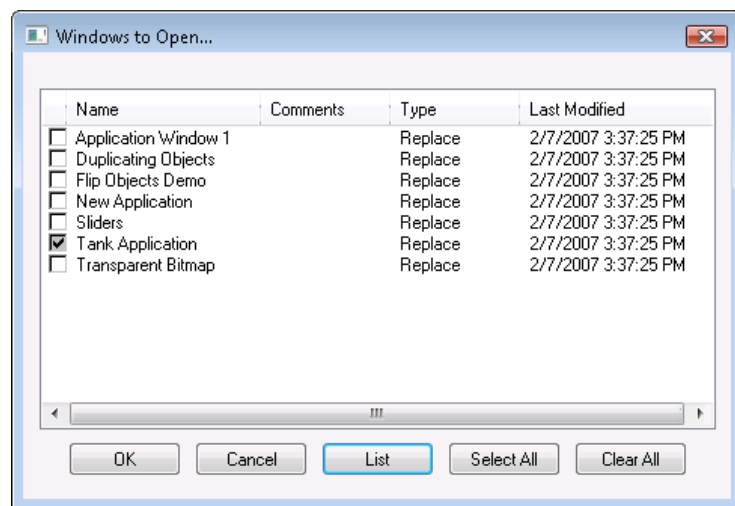 Windows to Open...
Name Comments Type Last Modified
Application Window 1 Replace 2/7/2007 3:37:25 PM
Duplicating Objects Replace 2/7/2007 3:37:25 PM
Flip Objects Demo Replace 2/7/2007 3:37:25 PM
New Application Replace 2/7/2007 3:37:25 PM
Sliders Replace 2/7/2007 3:37:25 PM
Tank Application Replace 2/7/2007 3:37:25 PM
Transparent Bitmap Replace 2/7/2007 3:37:25 PM
OK Cancel List Select All Clear All